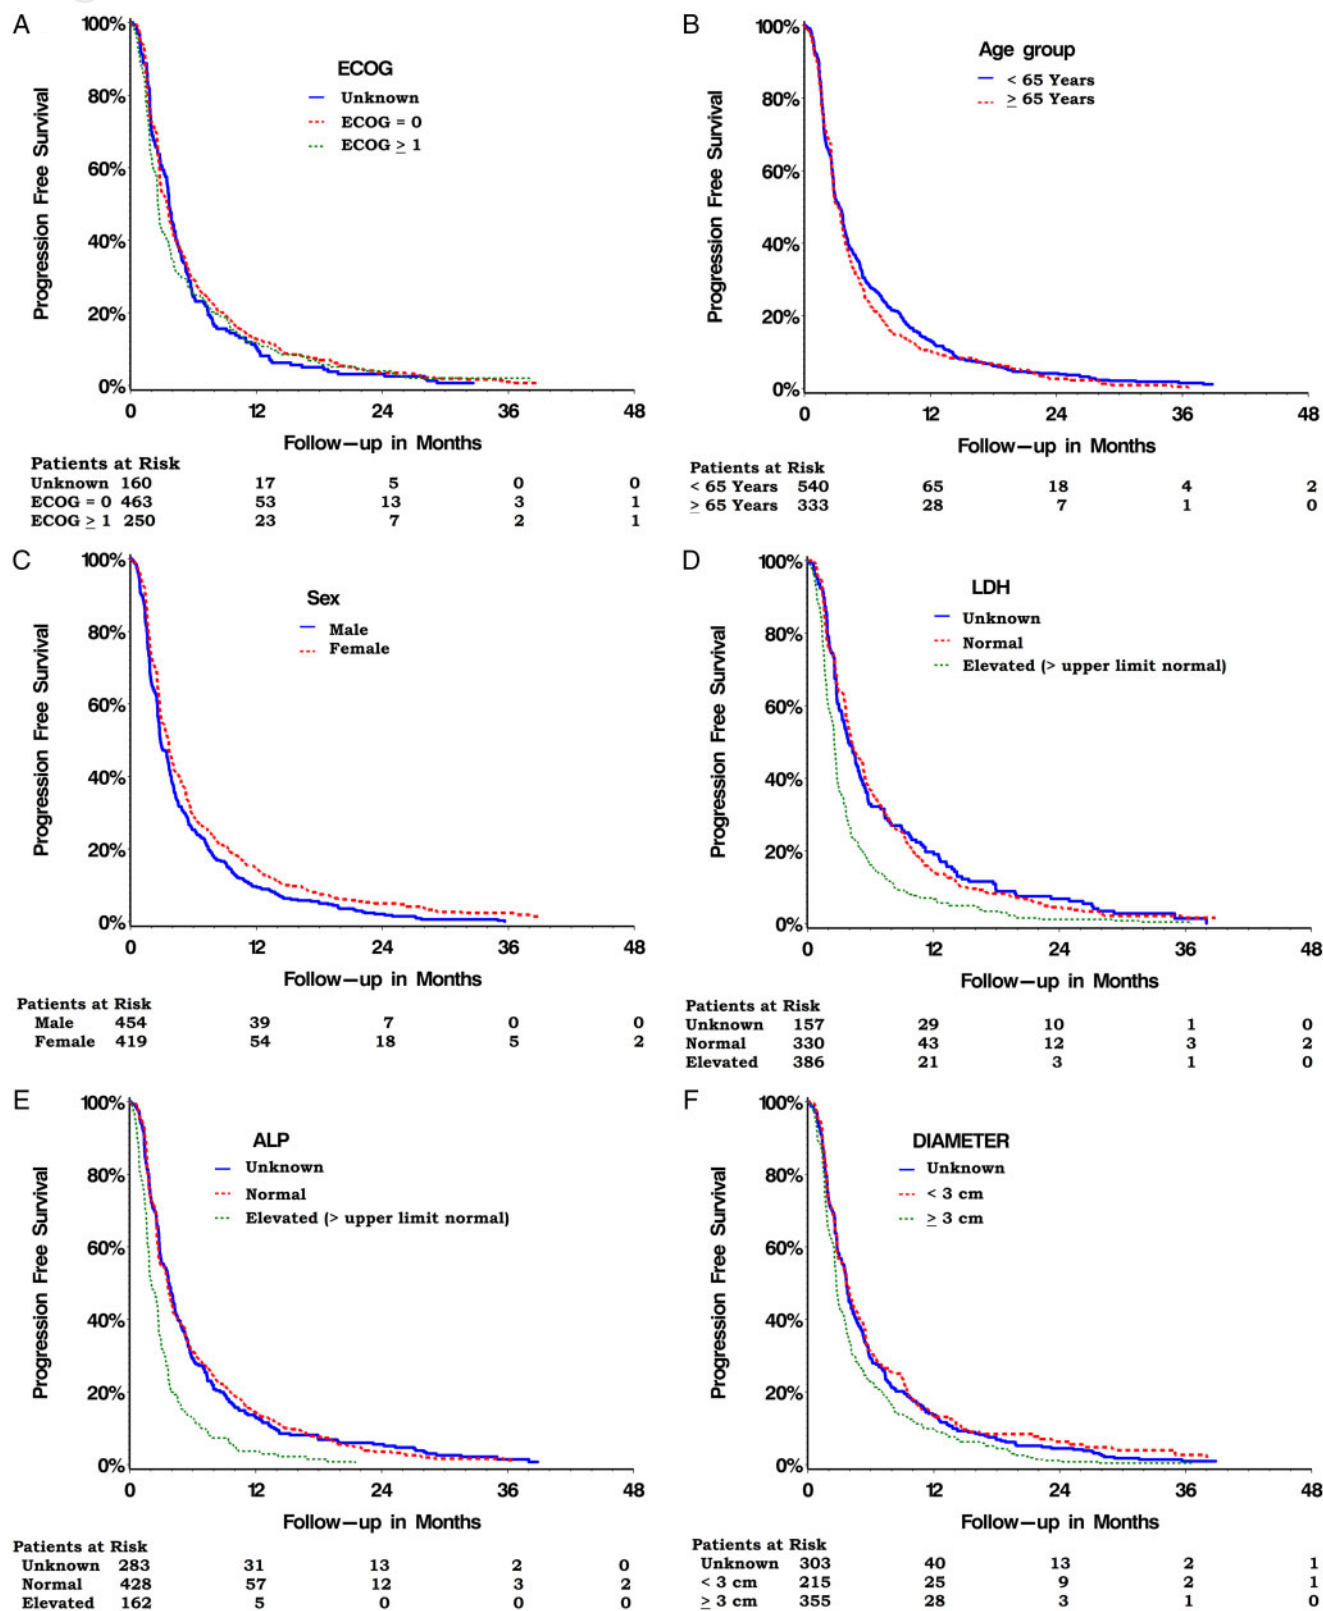 A
Progression Free Survival
100%
80%
60%
40%
20%
0%
ECOG
Unknown
ECOG = 0
ECOG ≥ 1
0 12 24 36 48
Follow-up in Months
Patients at Risk
Unknown 160 17 5 0 0
ECOG = 0 463 53 13 3 1
ECOG ≥ 1 250 23 7 2 1
B
Progression Free Survival
100%
80%
60%
40%
20%
0%
Age group
< 65 Years
≥ 65 Years
0 12 24 36 48
Follow-up in Months
Patients at Risk
< 65 Years 540 65 18 4 2
≥ 65 Years 333 28 7 1 0
C
Progression Free Survival
100%
80%
60%
40%
20%
0%
Sex
Male
Female
0 12 24 36 48
Follow-up in Months
Patients at Risk
Male 454 39 7 0 0
Female 419 54 18 5 2
D
Progression Free Survival
100%
80%
60%
40%
20%
0%
LDH
Unknown
Normal
Elevated (> upper limit normal)
0 12 24 36 48
Follow-up in Months
Patients at Risk
Unknown 157 29 10 1 0
Normal 330 43 12 3 2
Elevated 386 21 3 1 0
E
Progression Free Survival
100%
80%
60%
40%
20%
0%
ALP
Unknown
Normal
Elevated (> upper limit normal)
0 12 24 36 48
Follow-up in Months
Patients at Risk
Unknown 283 31 13 2 0
Normal 428 57 12 3 2
Elevated 162 5 0 0 0
F
Progression Free Survival
100%
80%
60%
40%
20%
0%
DIAMETER
Unknown
< 3 cm
≥ 3 cm
0 12 24 36 48
Follow-up in Months
Patients at Risk
Unknown 303 40 13 2 1
< 3 cm 215 25 9 2 1
≥ 3 cm 355 28 3 1 0